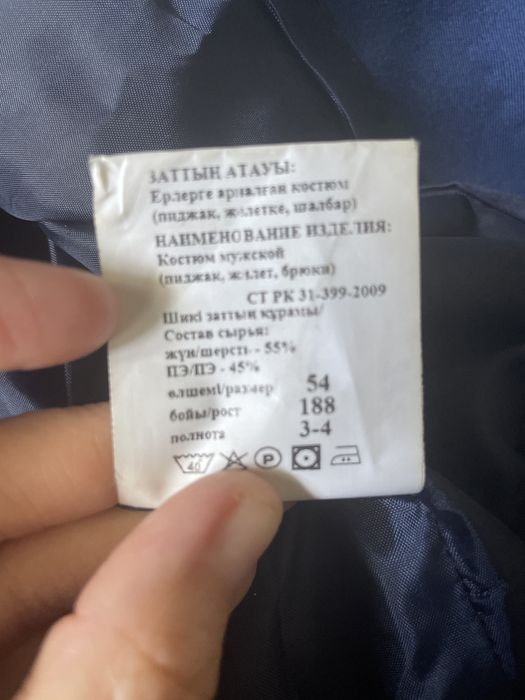 ЗАТТЫҢ АТАУЫ:
Ерлерге арналған костюм
(пиджак, жилетке, шалбар)
НАИМЕНОВАНИЕ ИЗДЕЛИЯ:
Костюм мужской
(пиджак, жилет, брюки)
СТ РК 31-399-2009
Шикі заттың құрамы/
Состав сырья:
жүн/шерсть - 55%
ПЭ/ПЭ - 45%
өлшемі/размер 54
бойы/рост 188
полнота 3-4
40 P